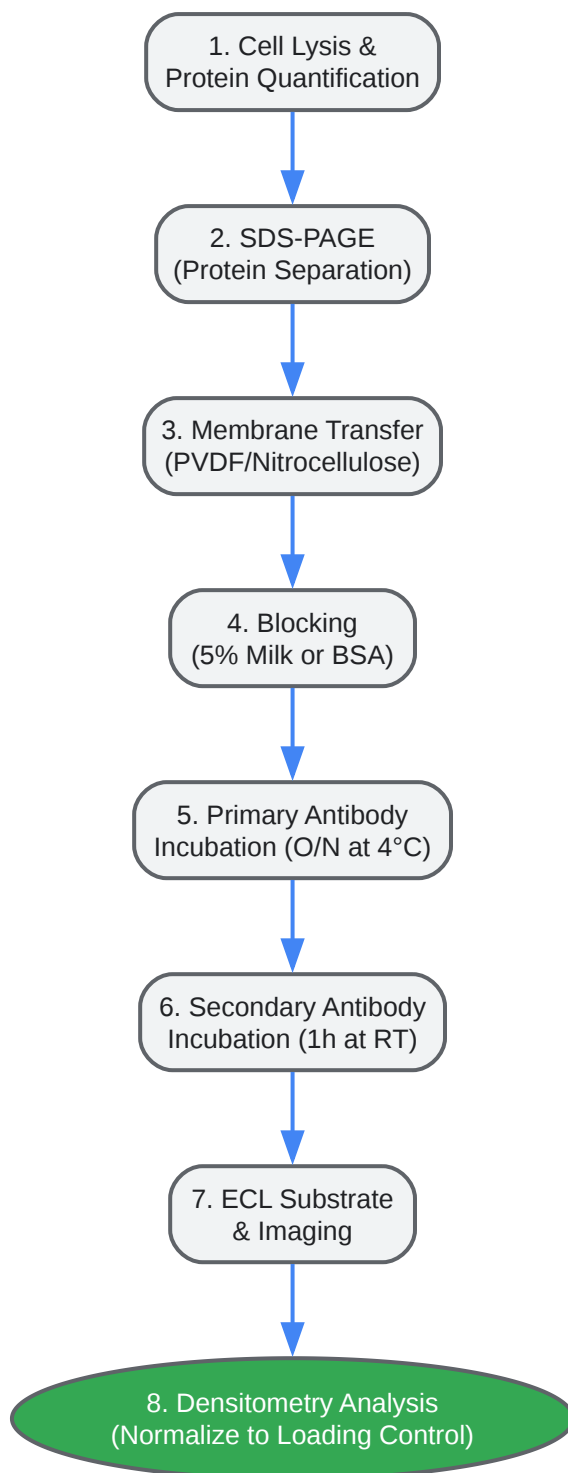 1. Cell Lysis &
Protein Quantification
2. SDS-PAGE
(Protein Separation)
3. Membrane Transfer
(PVDF/Nitrocellulose)
4. Blocking
(5% Milk or BSA)
5. Primary Antibody
Incubation (O/N at 4°C)
6. Secondary Antibody
Incubation (1h at RT)
7. ECL Substrate
& Imaging
8. Densitometry Analysis
(Normalize to Loading Control)